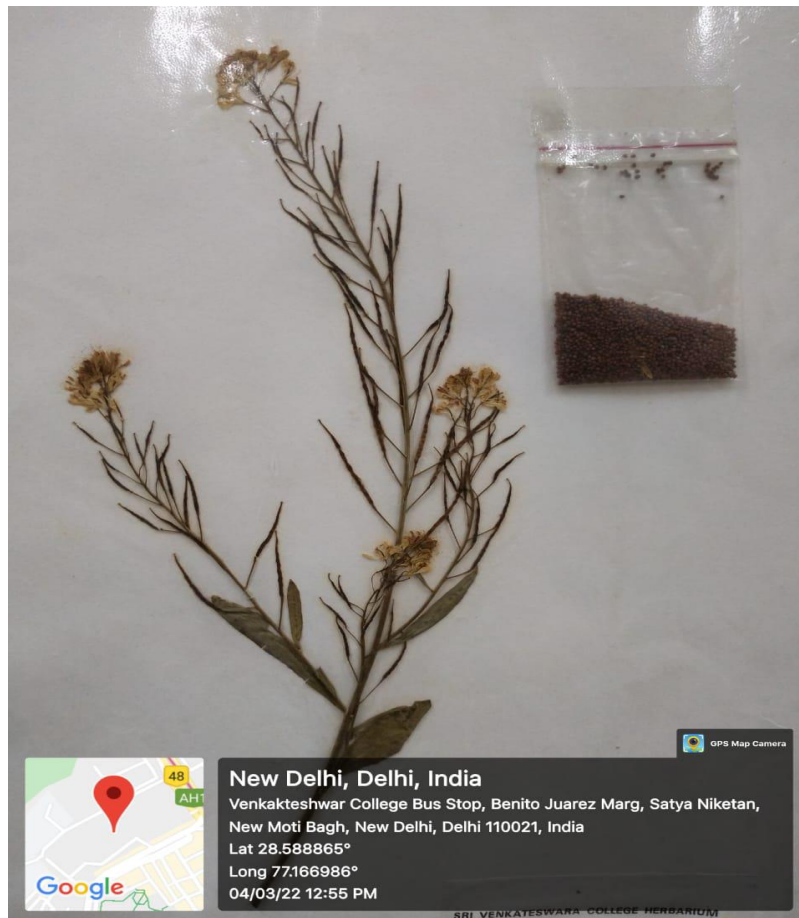 GPS Map Camera
48
AH1
Google
New Delhi, Delhi, India
Venkakteshwar College Bus Stop, Benito Juarez Marg, Satya Niketan,
New Moti Bagh, New Delhi, Delhi 110021, India
Lat 28.588865°
Long 77.166986°
04/03/22 12:55 PM
SRI VENKATESWARA COLLEGE HERBARIUM